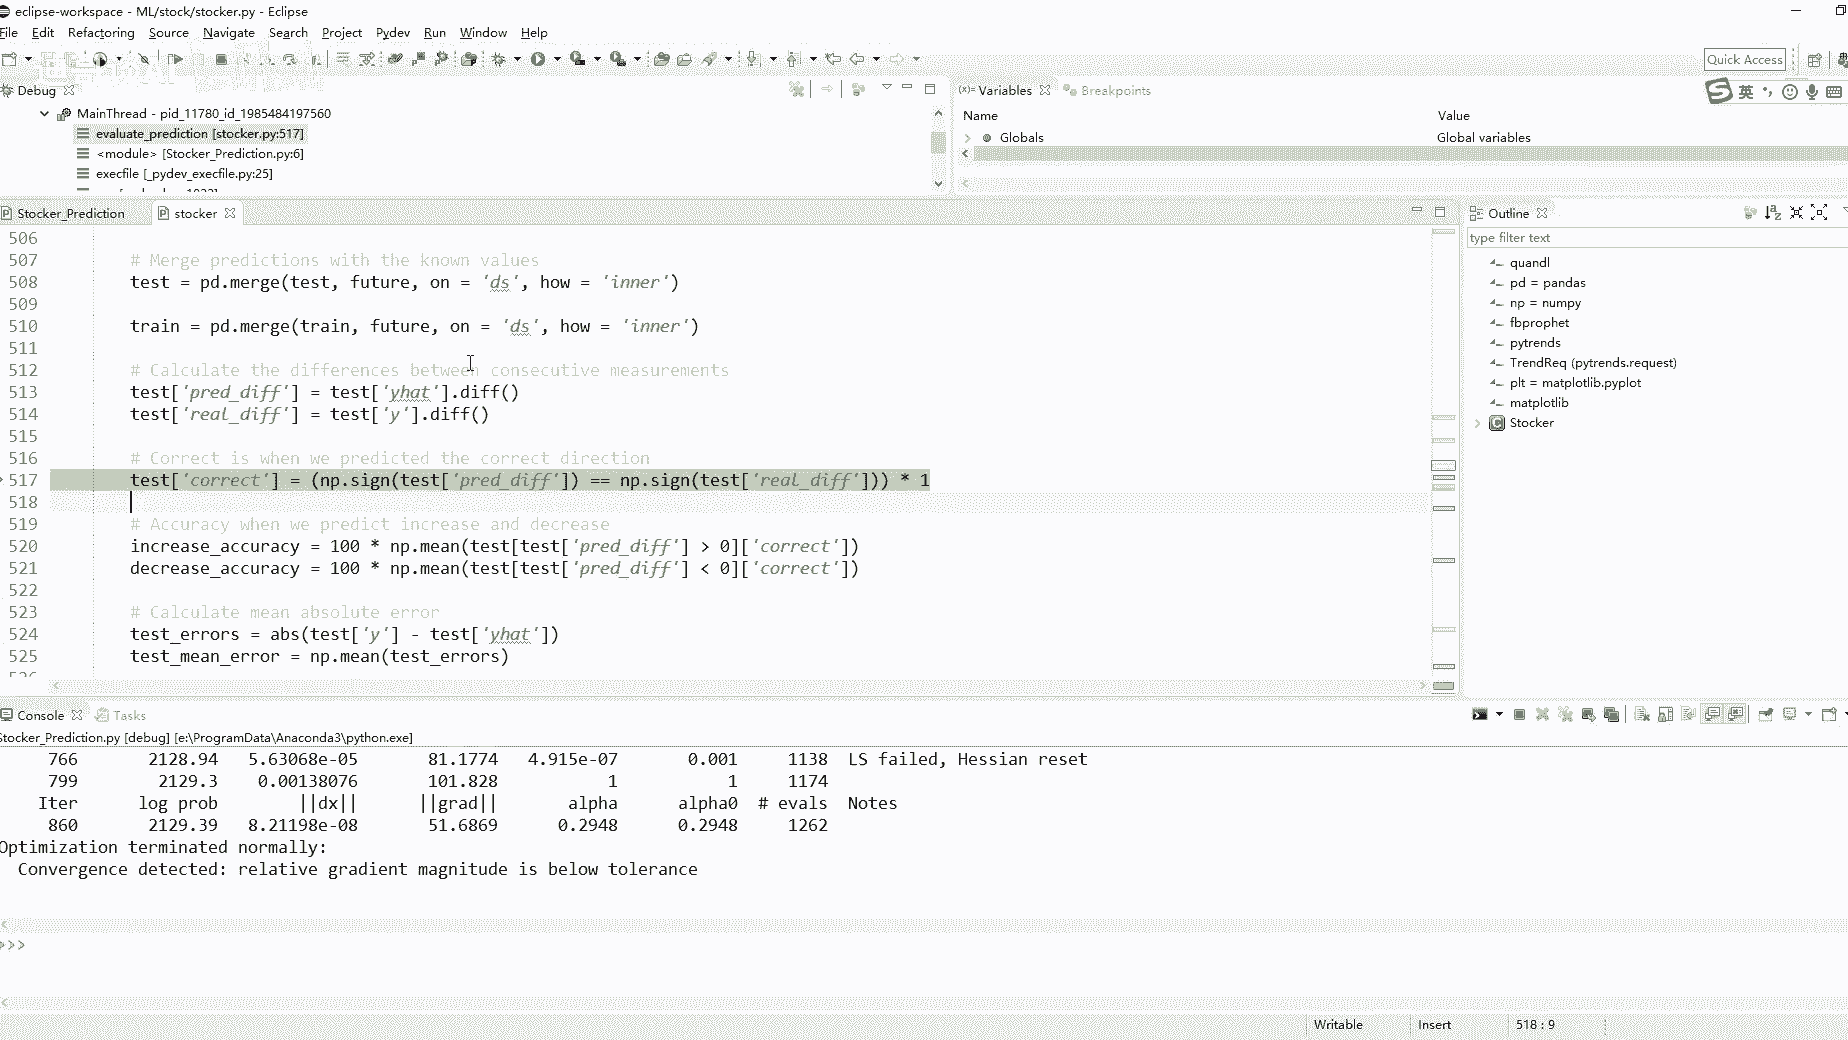 eclipse-workspace - ML/stock/stocker.py - Eclipse
File Edit Refactoring Source Navigate Search Project Pydev Run Window Help
Quick Access
Debug
Variables Breakpoints
英
MainThread - pid_11780_id_1985484197560
evaluate_prediction [stocker.py:517]
<module> [Stocker_Prediction.py:6]
execfile [_pydev_execfile.py:25]
Name Value
Globals Global variables
Stocker_Prediction stocker
506
507 # Merge predictions with the known values
508 test = pd.merge(test, future, on = 'ds', how = 'inner')
509
510 train = pd.merge(train, future, on = 'ds', how = 'inner')
511
512 # Calculate the differences between consecutive measurements
513 test['pred_diff'] = test['yhat'].diff()
514 test['real_diff'] = test['y'].diff()
515
516 # Correct is when we predicted the correct direction
517 test['correct'] = (np.sign(test['pred_diff']) == np.sign(test['real_diff'])) * 1
518
519 # Accuracy when we predict increase and decrease
520 increase_accuracy = 100 * np.mean(test[test['pred_diff'] > 0]['correct'])
521 decrease_accuracy = 100 * np.mean(test[test['pred_diff'] < 0]['correct'])
522
523 # Calculate mean absolute error
524 test_errors = abs(test['y'] - test['yhat'])
525 test_mean_error = np.mean(test_errors)
Outline
type filter text
quandl
pd = pandas
np = numpy
fbprophet
pytrends
TrendReq (pytrends.request)
plt = matplotlib.pyplot
matplotlib
Stocker
Console Tasks
Stocker_Prediction.py [debug] [e:\ProgramData\Anaconda3\python.exe]
766 2128.94 5.63068e-05 81.1774 4.915e-07 0.001 1138 LS failed, Hessian reset
799 2129.3 0.00138076 101.828 1 1 1174
Iter log prob ||dx|| ||grad|| alpha alpha0 # evals Notes
860 2129.39 8.21198e-08 51.6869 0.2948 0.2948 1262
Optimization terminated normally:
Convergence detected: relative gradient magnitude is below tolerance
>>>
Writable Insert 518 : 9